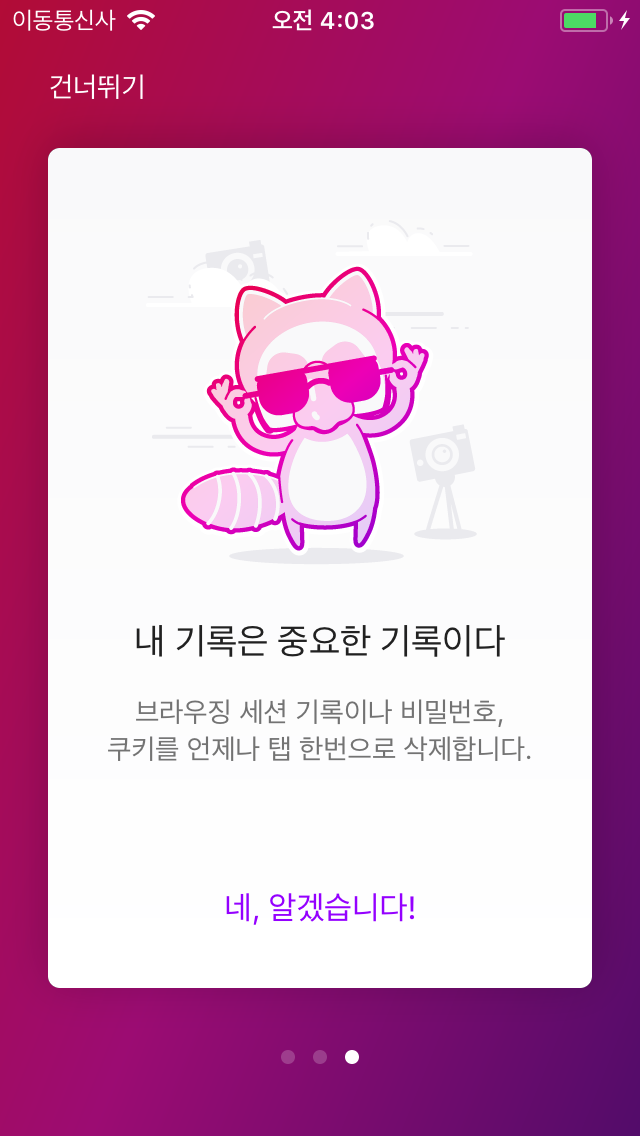 이동통신사 오전 4:03
건너뛰기
내 기록은 중요한 기록이다
브라우징 세션 기록이나 비밀번호,
쿠키를 언제나 탭 한번으로 삭제합니다.
네, 알겠습니다!